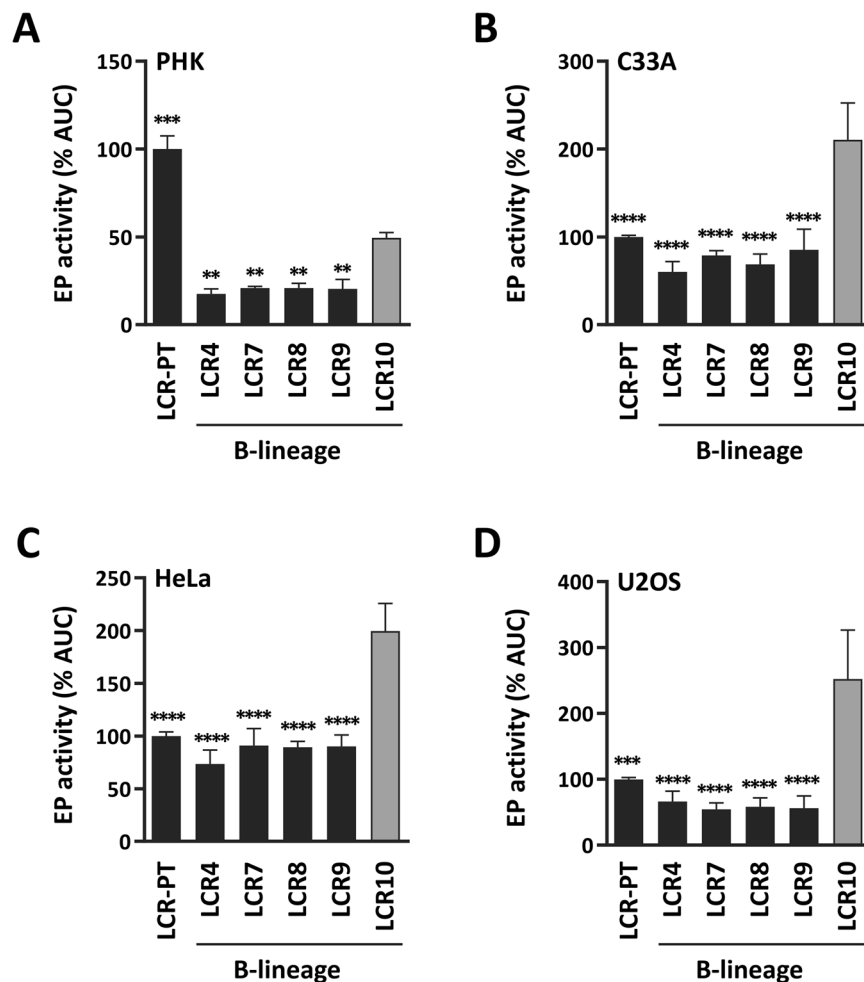 A
PHK
EP activity (% AUC)
150
100
50
0
***
**
**
**
**
LCR-PT
LCR4
LCR7
LCR8
LCR9
LCR10
B-lineage
B
C33A
EP activity (% AUC)
300
200
100
0
****
****
****
****
****
LCR-PT
LCR4
LCR7
LCR8
LCR9
LCR10
B-lineage
C
HeLa
EP activity (% AUC)
250
200
150
100
50
0
****
****
****
****
****
LCR-PT
LCR4
LCR7
LCR8
LCR9
LCR10
B-lineage
D
U2OS
EP activity (% AUC)
400
300
200
100
0
***
****
****
****
****
LCR-PT
LCR4
LCR7
LCR8
LCR9
LCR10
B-lineage